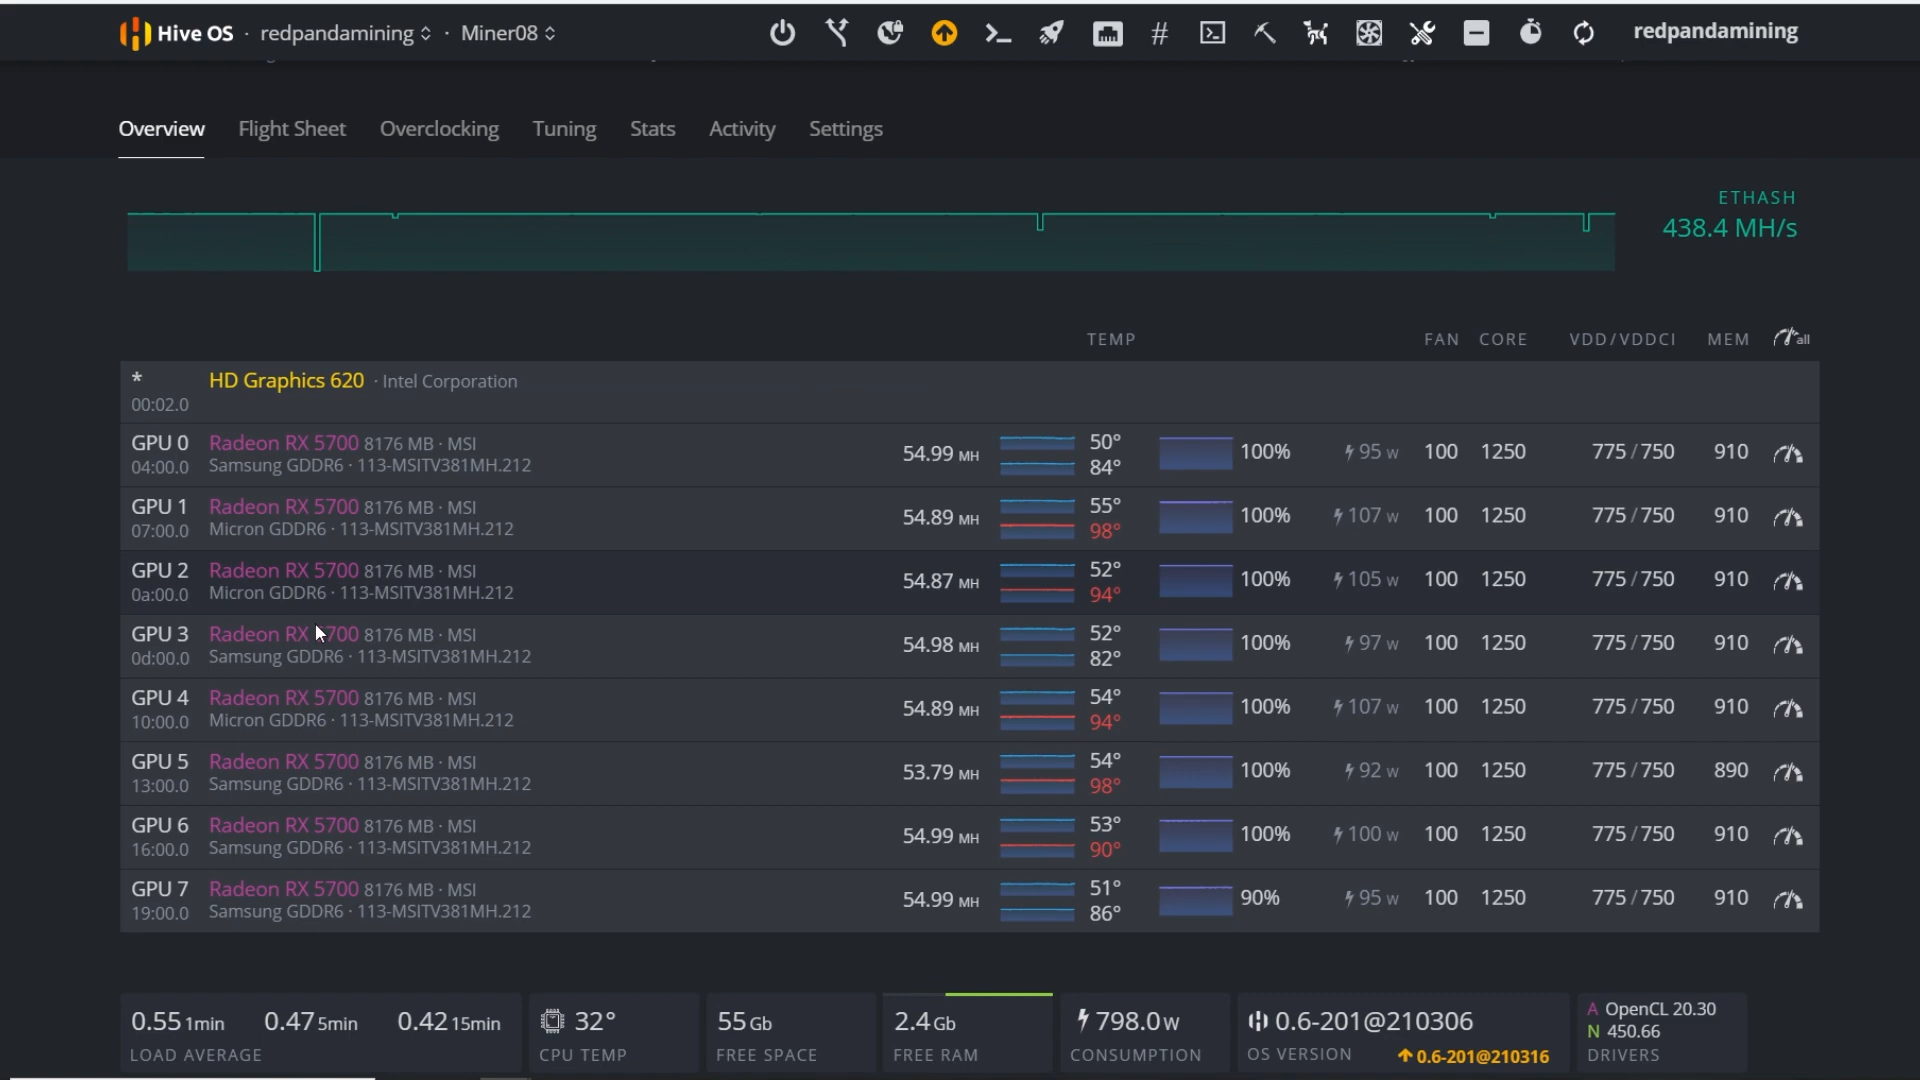 Hive OS · redpandamining · Miner08 redpandamining
Overview Flight Sheet Overclocking Tuning Stats Activity Settings
ETHASH
438.4 MH/s
TEMP FAN CORE VDD/VDDCI MEM all
* HD Graphics 620 · Intel Corporation
00:02.0
GPU 0 Radeon RX 5700 8176 MB · MSI 54.99 MH 50° 100% 95 W 100 1250 775/750 910
04:00.0 Samsung GDDR6 · 113-MSITV381MH.212 84°
GPU 1 Radeon RX 5700 8176 MB · MSI 54.89 MH 55° 100% 107 W 100 1250 775/750 910
07:00.0 Micron GDDR6 · 113-MSITV381MH.212 98°
GPU 2 Radeon RX 5700 8176 MB · MSI 54.87 MH 52° 100% 105 W 100 1250 775/750 910
0a:00.0 Micron GDDR6 · 113-MSITV381MH.212 94°
GPU 3 Radeon RX 5700 8176 MB · MSI 54.98 MH 52° 100% 97 W 100 1250 775/750 910
0d:00.0 Samsung GDDR6 · 113-MSITV381MH.212 82°
GPU 4 Radeon RX 5700 8176 MB · MSI 54.89 MH 54° 100% 107 W 100 1250 775/750 910
10:00.0 Micron GDDR6 · 113-MSITV381MH.212 94°
GPU 5 Radeon RX 5700 8176 MB · MSI 53.79 MH 54° 100% 92 W 100 1250 775/750 890
13:00.0 Samsung GDDR6 · 113-MSITV381MH.212 98°
GPU 6 Radeon RX 5700 8176 MB · MSI 54.99 MH 53° 100% 100 W 100 1250 775/750 910
16:00.0 Samsung GDDR6 · 113-MSITV381MH.212 90°
GPU 7 Radeon RX 5700 8176 MB · MSI 54.99 MH 51° 90% 95 W 100 1250 775/750 910
19:00.0 Samsung GDDR6 · 113-MSITV381MH.212 86°
0.55 1min 0.47 5min 0.42 15min
LOAD AVERAGE
32°
CPU TEMP
55 Gb
FREE SPACE
2.4 Gb
FREE RAM
798.0 W
CONSUMPTION
0.6-201@210306
OS VERSION 0.6-201@210316
A OpenCL 20.30
N 450.66
DRIVERS